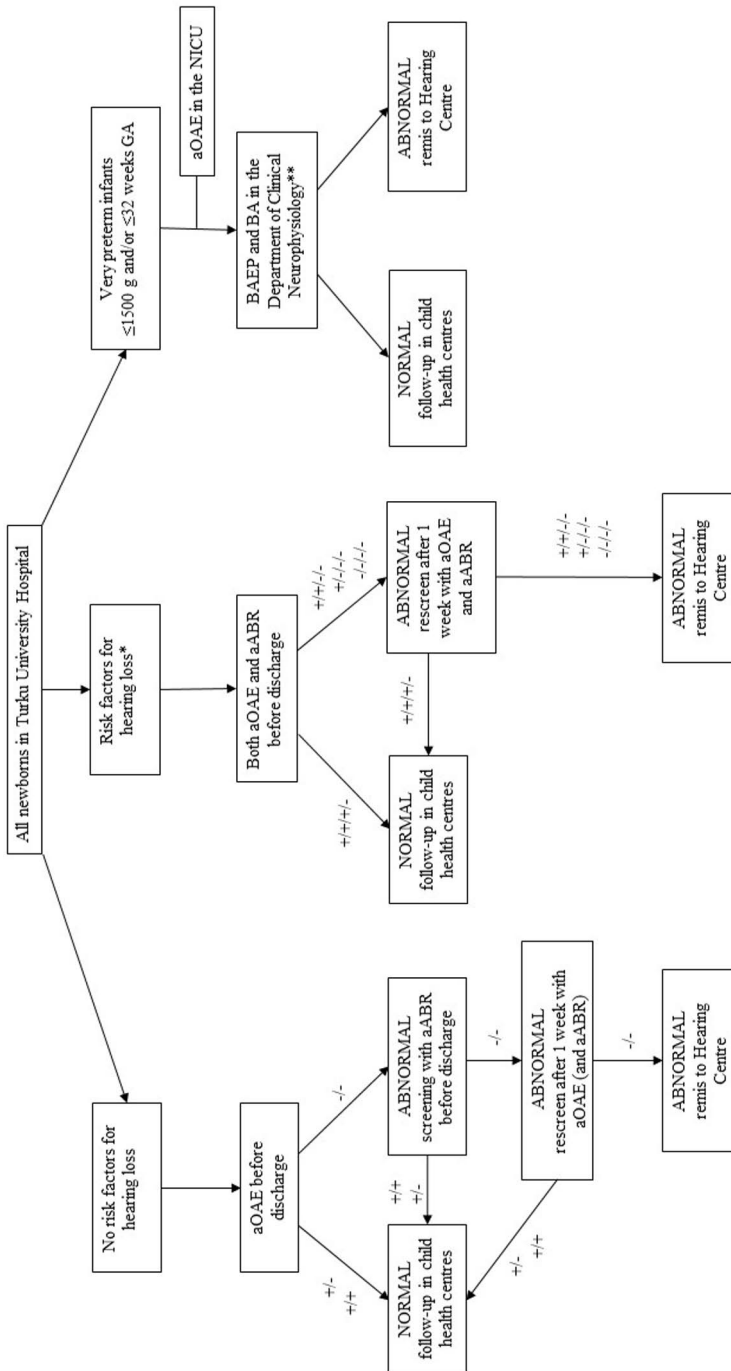 All newborns in Turku University Hospital
No risk factors for
hearing loss
aOAE before
discharge
+/-
+/+
-/-
NORMAL
follow-up in child
health centres
+/+
+/-
ABNORMAL
screening with aABR
before discharge
-/-
+/-
+/+
ABNORMAL
rescreen after 1 week with
aOAE (and aABR)
-/-
ABNORMAL
remis to Hearing
Centre
Risk factors for
hearing loss*
Both aOAE and aABR
before discharge
+/+/+/-
+/+/-/-
+/-/-/-
-/-/-/-
NORMAL
follow-up in child
health centres
+/+/+/-
ABNORMAL
rescreen after 1
week with aOAE
and aABR
+/+/-/-
+/-/-/-
-/-/-/-
ABNORMAL
remis to Hearing
Centre
Very preterm infants
≤1500 g and/or ≤32 weeks GA
aOAE in the NICU
BAEP and BA in the
Department of Clinical
Neurophysiology**
NORMAL
follow-up in child
health centres
ABNORMAL
remis to Hearing
Centre